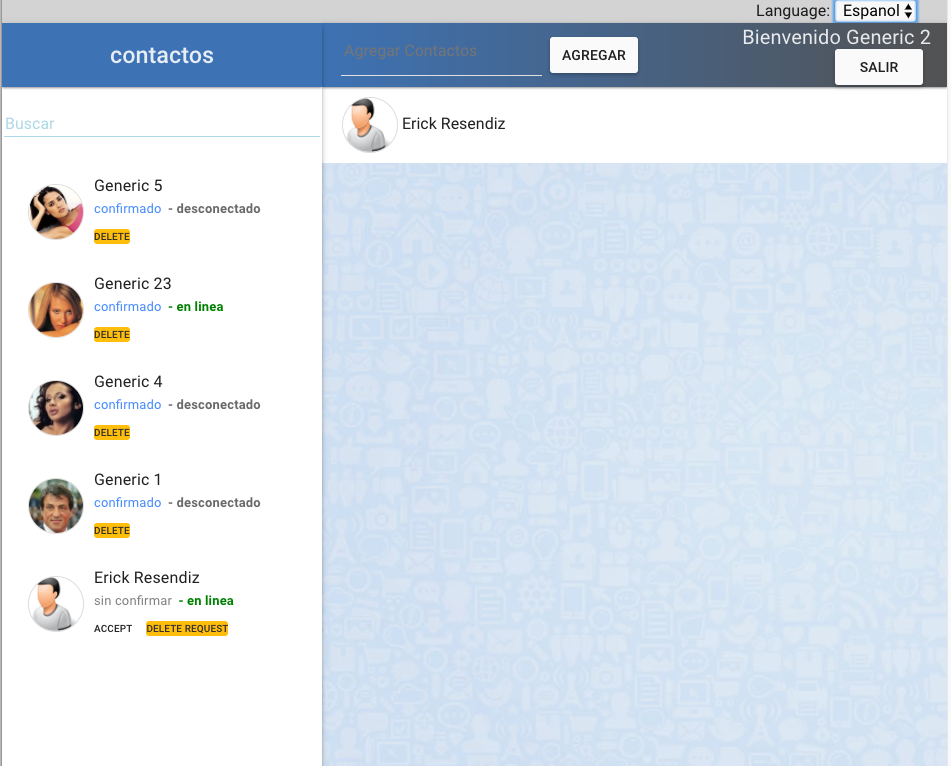 Language: Espanol
contactos
Agregar Contactos
AGREGAR
Bienvenido Generic 2
SALIR
Buscar
Erick Resendiz
Generic 5
confirmado - desconectado
DELETE
Generic 23
confirmado - en linea
DELETE
Generic 4
confirmado - desconectado
DELETE
Generic 1
confirmado - desconectado
DELETE
Erick Resendiz
sin confirmar - en linea
ACCEPT DELETE REQUEST